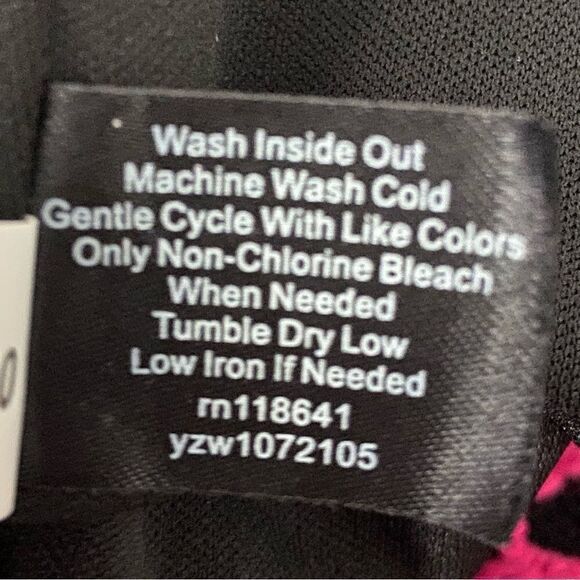 Wash Inside Out
Machine Wash Cold
Gentle Cycle With Like Colors
Only Non-Chlorine Bleach
When Needed
Tumble Dry Low
Low Iron If Needed
rn118641
yzw1072105